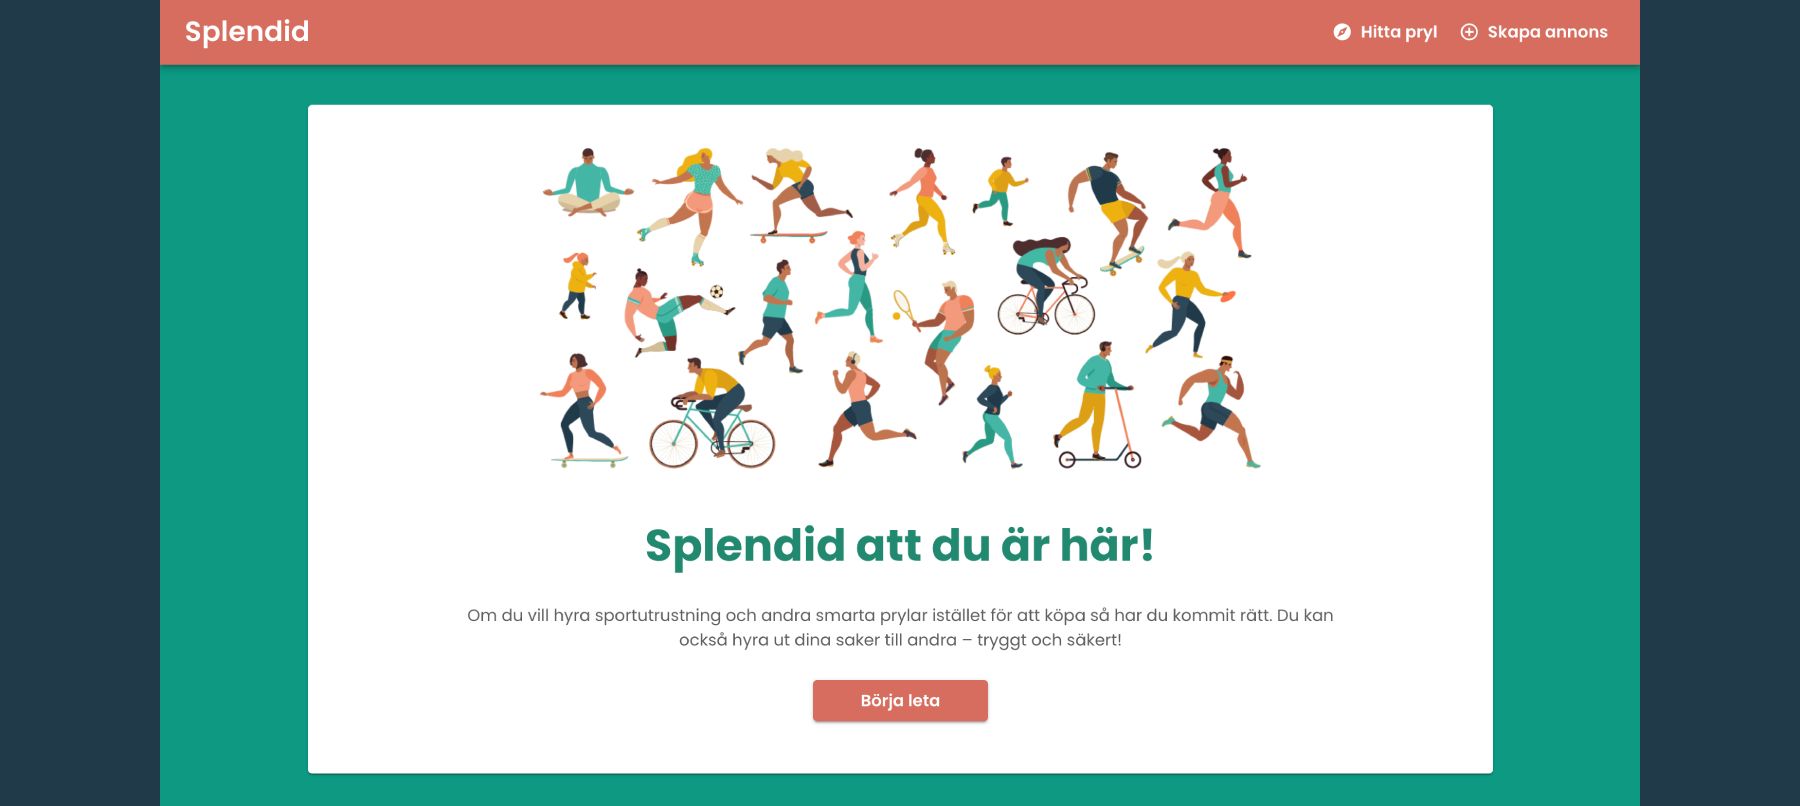 Splendid
Hitta pryl
Skapa annons
Splendid att du är här!
Om du vill hyra sportutrustning och andra smarta prylar istället för att köpa så har du kommit rätt. Du kan
också hyra ut dina saker till andra – tryggt och säkert!
Börja leta